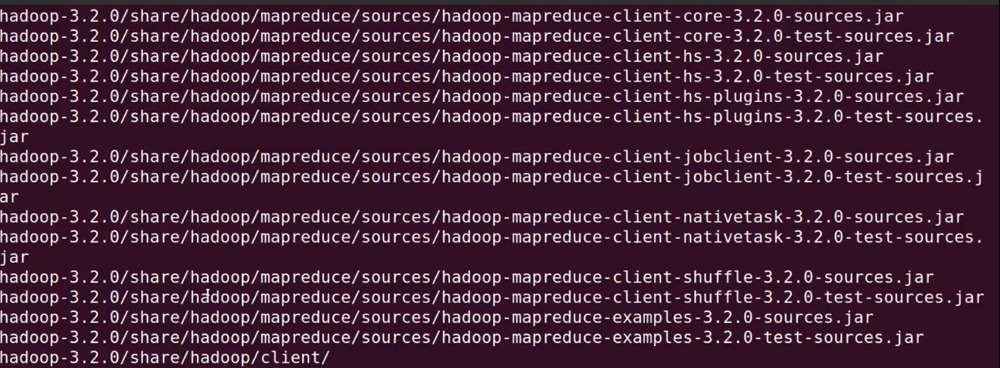 hadoop-3.2.0/share/hadoop/mapreduce/sources/hadoop-mapreduce-client-core-3.2.0-sources.jar
hadoop-3.2.0/share/hadoop/mapreduce/sources/hadoop-mapreduce-client-core-3.2.0-test-sources.jar
hadoop-3.2.0/share/hadoop/mapreduce/sources/hadoop-mapreduce-client-hs-3.2.0-sources.jar
hadoop-3.2.0/share/hadoop/mapreduce/sources/hadoop-mapreduce-client-hs-3.2.0-test-sources.jar
hadoop-3.2.0/share/hadoop/mapreduce/sources/hadoop-mapreduce-client-hs-plugins-3.2.0-sources.jar
hadoop-3.2.0/share/hadoop/mapreduce/sources/hadoop-mapreduce-client-hs-plugins-3.2.0-test-sources.
jar
hadoop-3.2.0/share/hadoop/mapreduce/sources/hadoop-mapreduce-client-jobclient-3.2.0-sources.jar
hadoop-3.2.0/share/hadoop/mapreduce/sources/hadoop-mapreduce-client-jobclient-3.2.0-test-sources.j
ar
hadoop-3.2.0/share/hadoop/mapreduce/sources/hadoop-mapreduce-client-nativetask-3.2.0-sources.jar
hadoop-3.2.0/share/hadoop/mapreduce/sources/hadoop-mapreduce-client-nativetask-3.2.0-test-sources.
jar
hadoop-3.2.0/share/hadoop/mapreduce/sources/hadoop-mapreduce-client-shuffle-3.2.0-sources.jar
hadoop-3.2.0/share/hadoop/mapreduce/sources/hadoop-mapreduce-client-shuffle-3.2.0-test-sources.jar
hadoop-3.2.0/share/hadoop/mapreduce/sources/hadoop-mapreduce-examples-3.2.0-sources.jar
hadoop-3.2.0/share/hadoop/mapreduce/sources/hadoop-mapreduce-examples-3.2.0-test-sources.jar
hadoop-3.2.0/share/hadoop/client/